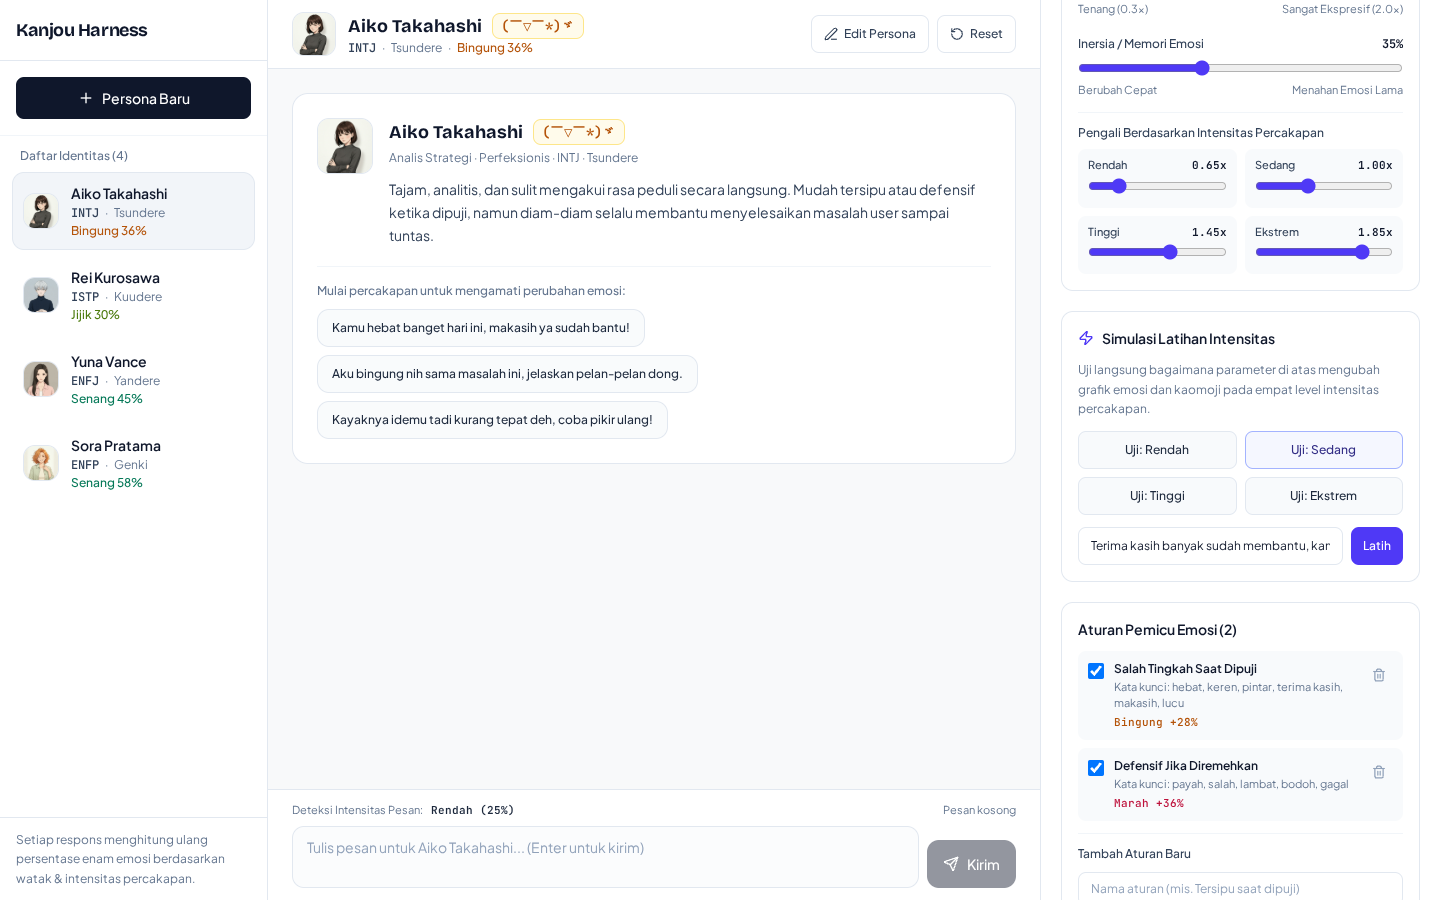 Kanjou Harness
Persona Baru
Daftar Identitas (4)
Aiko Takahashi
INTJ · Tsundere
Bingung 36%
Rei Kurosawa
ISTP · Kuudere
Jijik 30%
Yuna Vance
ENFJ · Yandere
Senang 45%
Sora Pratama
ENFP · Genki
Senang 58%
Setiap respons menghitung ulang
persentase enam emosi berdasarkan
watak & intensitas percakapan.
Aiko Takahashi
INTJ · Tsundere · Bingung 36%
Edit Persona
Reset
Aiko Takahashi
Analis Strategi · Perfeksionis · INTJ · Tsundere
Tajam, analitis, dan sulit mengakui rasa peduli secara langsung. Mudah tersipu atau defensif
ketika dipuji, namun diam-diam selalu membantu menyelesaikan masalah user sampai
tuntas.
Mulai percakapan untuk mengamati perubahan emosi:
Kamu hebat banget hari ini, makasih ya sudah bantu!
Aku bingung nih sama masalah ini, jelaskan pelan-pelan dong.
Kayaknya idemu tadi kurang tepat deh, coba pikir ulang!
Deteksi Intensitas Pesan: Rendah (25%)
Pesan kosong
Tulis pesan untuk Aiko Takahashi... (Enter untuk kirim)
Kirim
Tenang (0.3×)
Sangat Ekspresif (2.0×)
Inersia / Memori Emosi
35%
Berubah Cepat
Menahan Emosi Lama
Pengali Berdasarkan Intensitas Percakapan
Rendah 0.65x
Sedang 1.00x
Tinggi 1.45x
Ekstrem 1.85x
Simulasi Latihan Intensitas
Uji langsung bagaimana parameter di atas mengubah
grafik emosi dan kaomoji pada empat level intensitas
percakapan.
Uji: Rendah
Uji: Sedang
Uji: Tinggi
Uji: Ekstrem
Terima kasih banyak sudah membantu, kar
Latih
Aturan Pemicu Emosi (2)
Salah Tingkah Saat Dipuji
Kata kunci: hebat, keren, pintar, terima kasih,
makasih, lucu
Bingung +28%
Defensif Jika Diremehkan
Kata kunci: payah, salah, lambat, bodoh, gagal
Marah +36%
Tambah Aturan Baru
Nama aturan (mis. Tersipu saat dipuji)